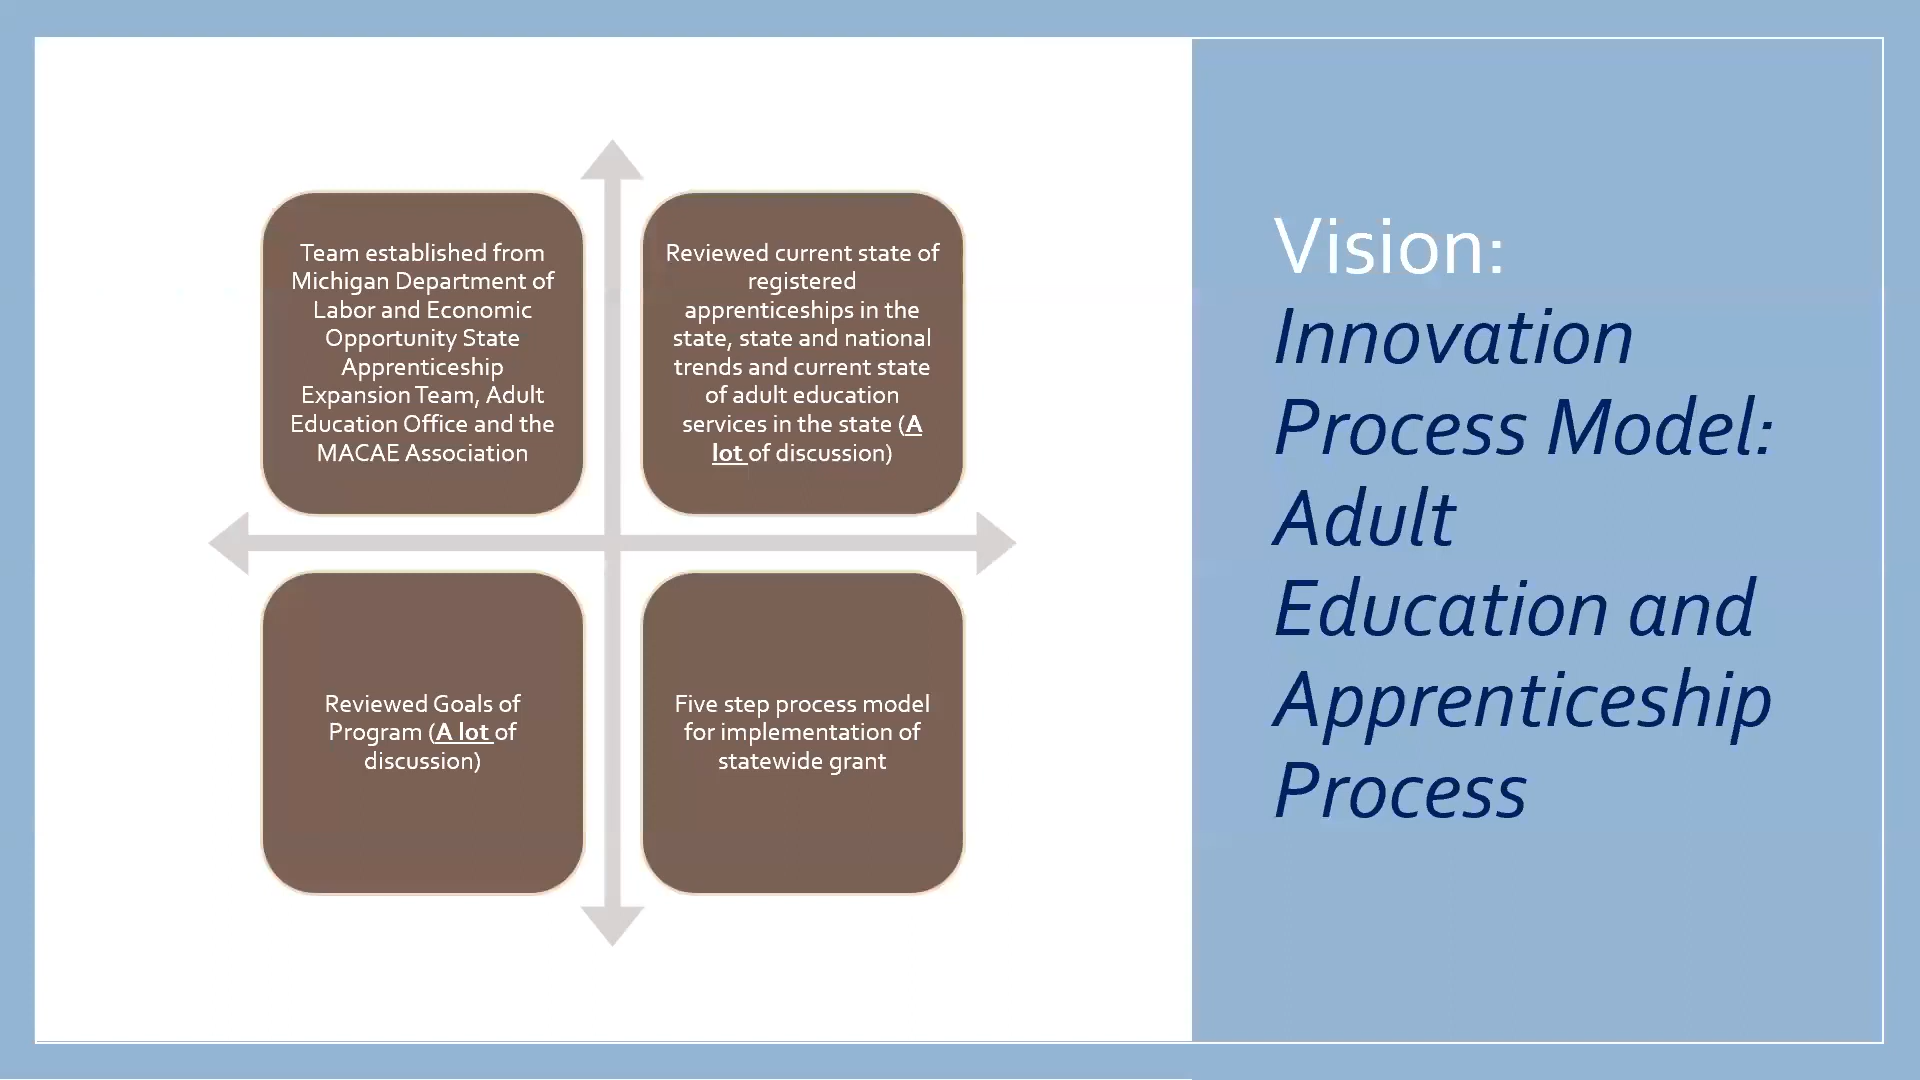 Team established from
Michigan Department of
Labor and Economic
Opportunity State
Apprenticeship
Expansion Team, Adult
Education Office and the
MACAE Association
Reviewed current state of
registered
apprenticeships in the
state, state and national
trends and current state
of adult education
services in the state (A
lot of discussion)
Reviewed Goals of
Program (A lot of
discussion)
Five step process model
for implementation of
statewide grant
Vision:
Innovation
Process Model:
Adult
Education and
Apprenticeship
Process